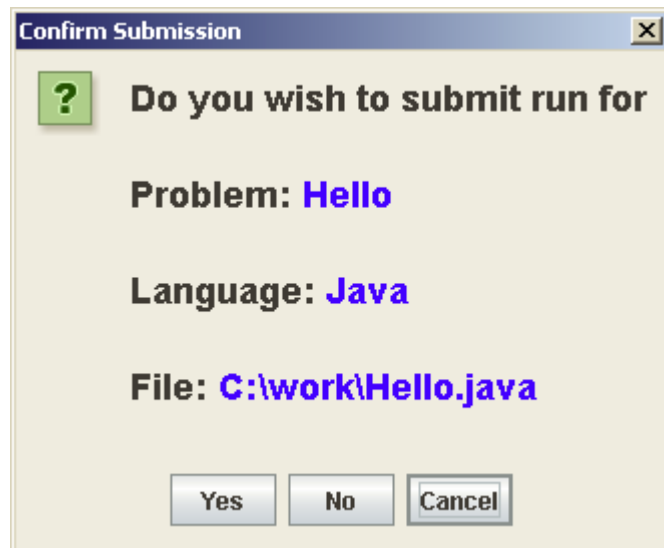 Confirm Submission
Do you wish to submit run for
Problem: Hello
Language: Java
File: C:\work\Hello.java
Yes No Cancel